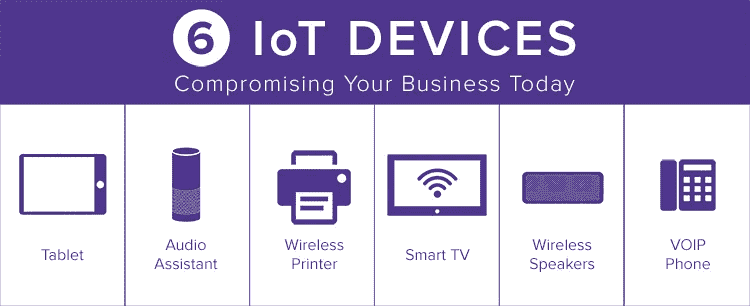 6 IoT DEVICES
Compromising Your Business Today
Tablet
Audio
Assistant
Wireless
Printer
Smart TV
Wireless
Speakers
VOIP
Phone